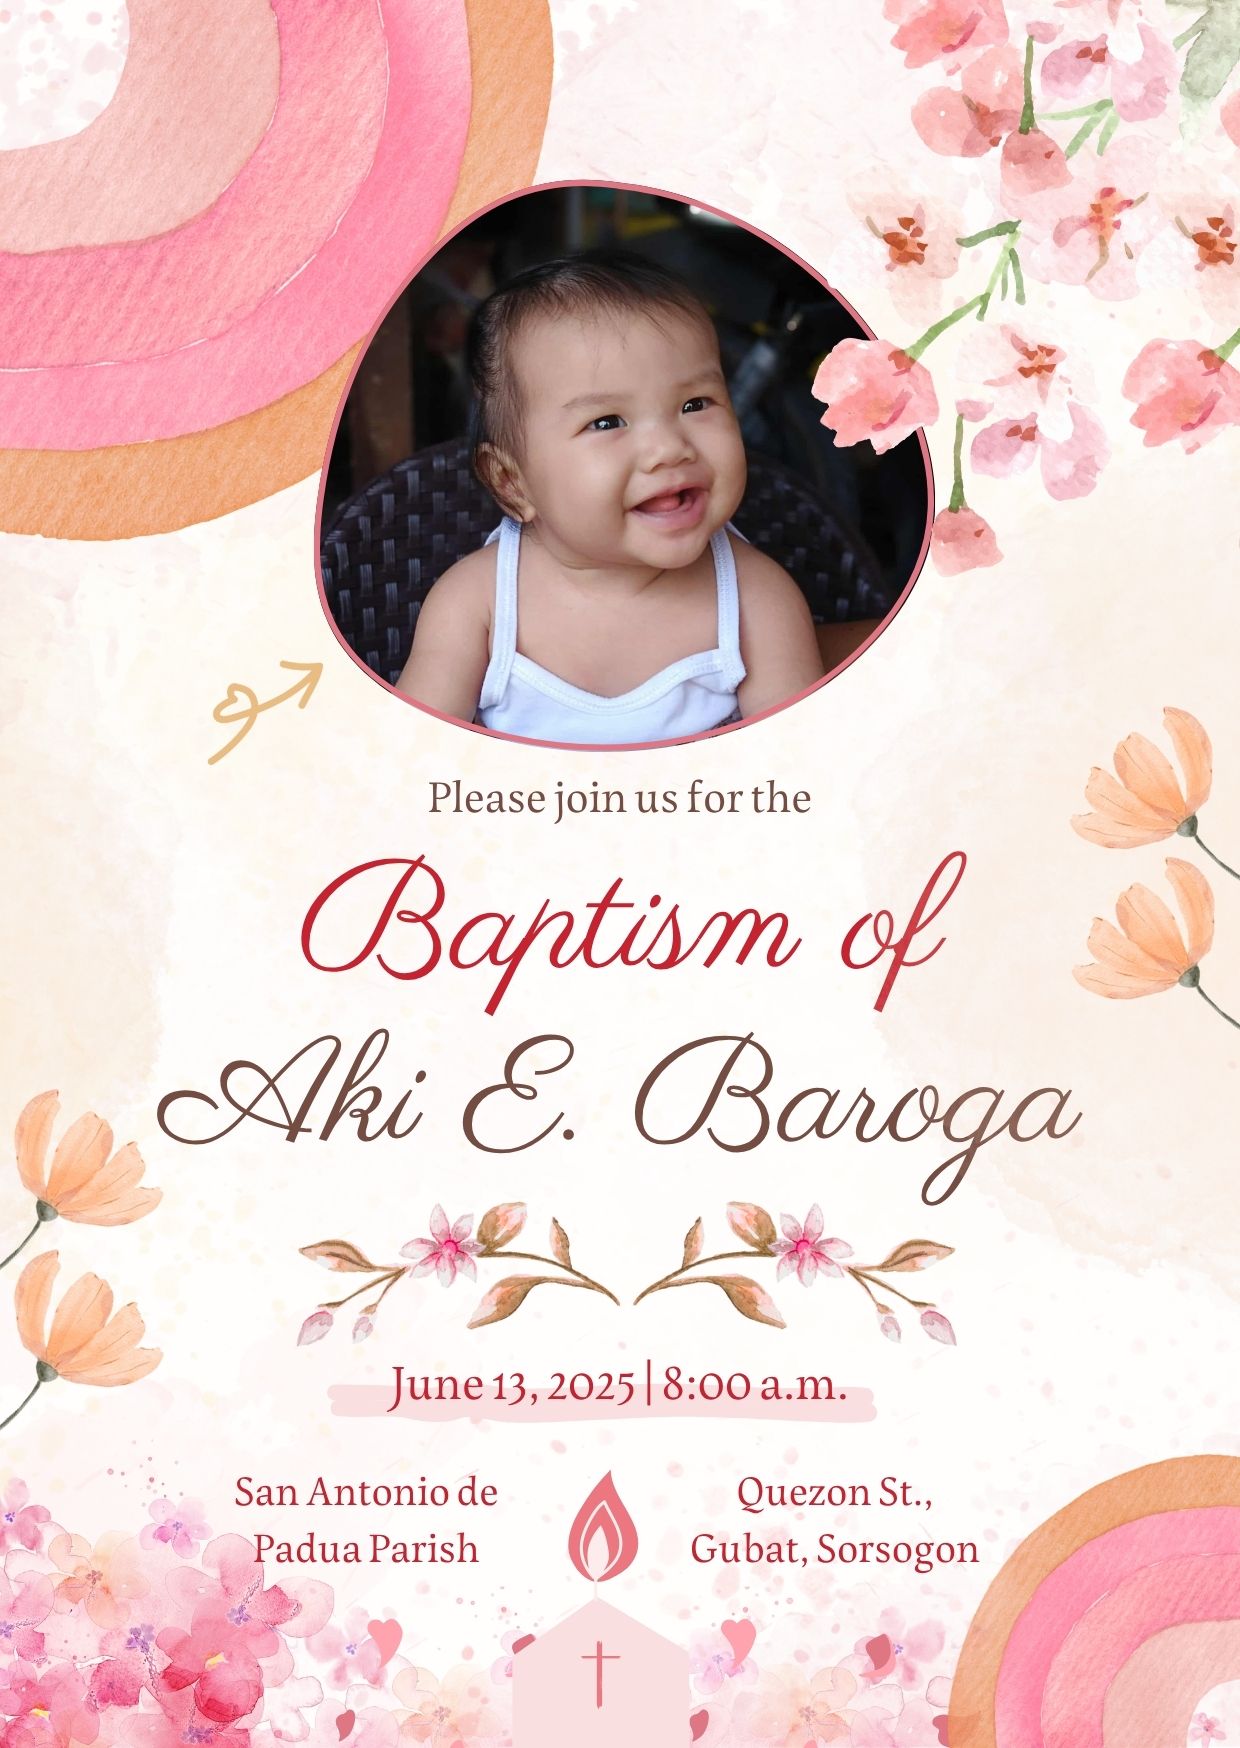 Please join us for the
Baptism of
Aki E. Baroga
June 13, 2025 | 8:00 a.m.
San Antonio de
Padua Parish
Quezon St.,
Gubat, Sorsogon